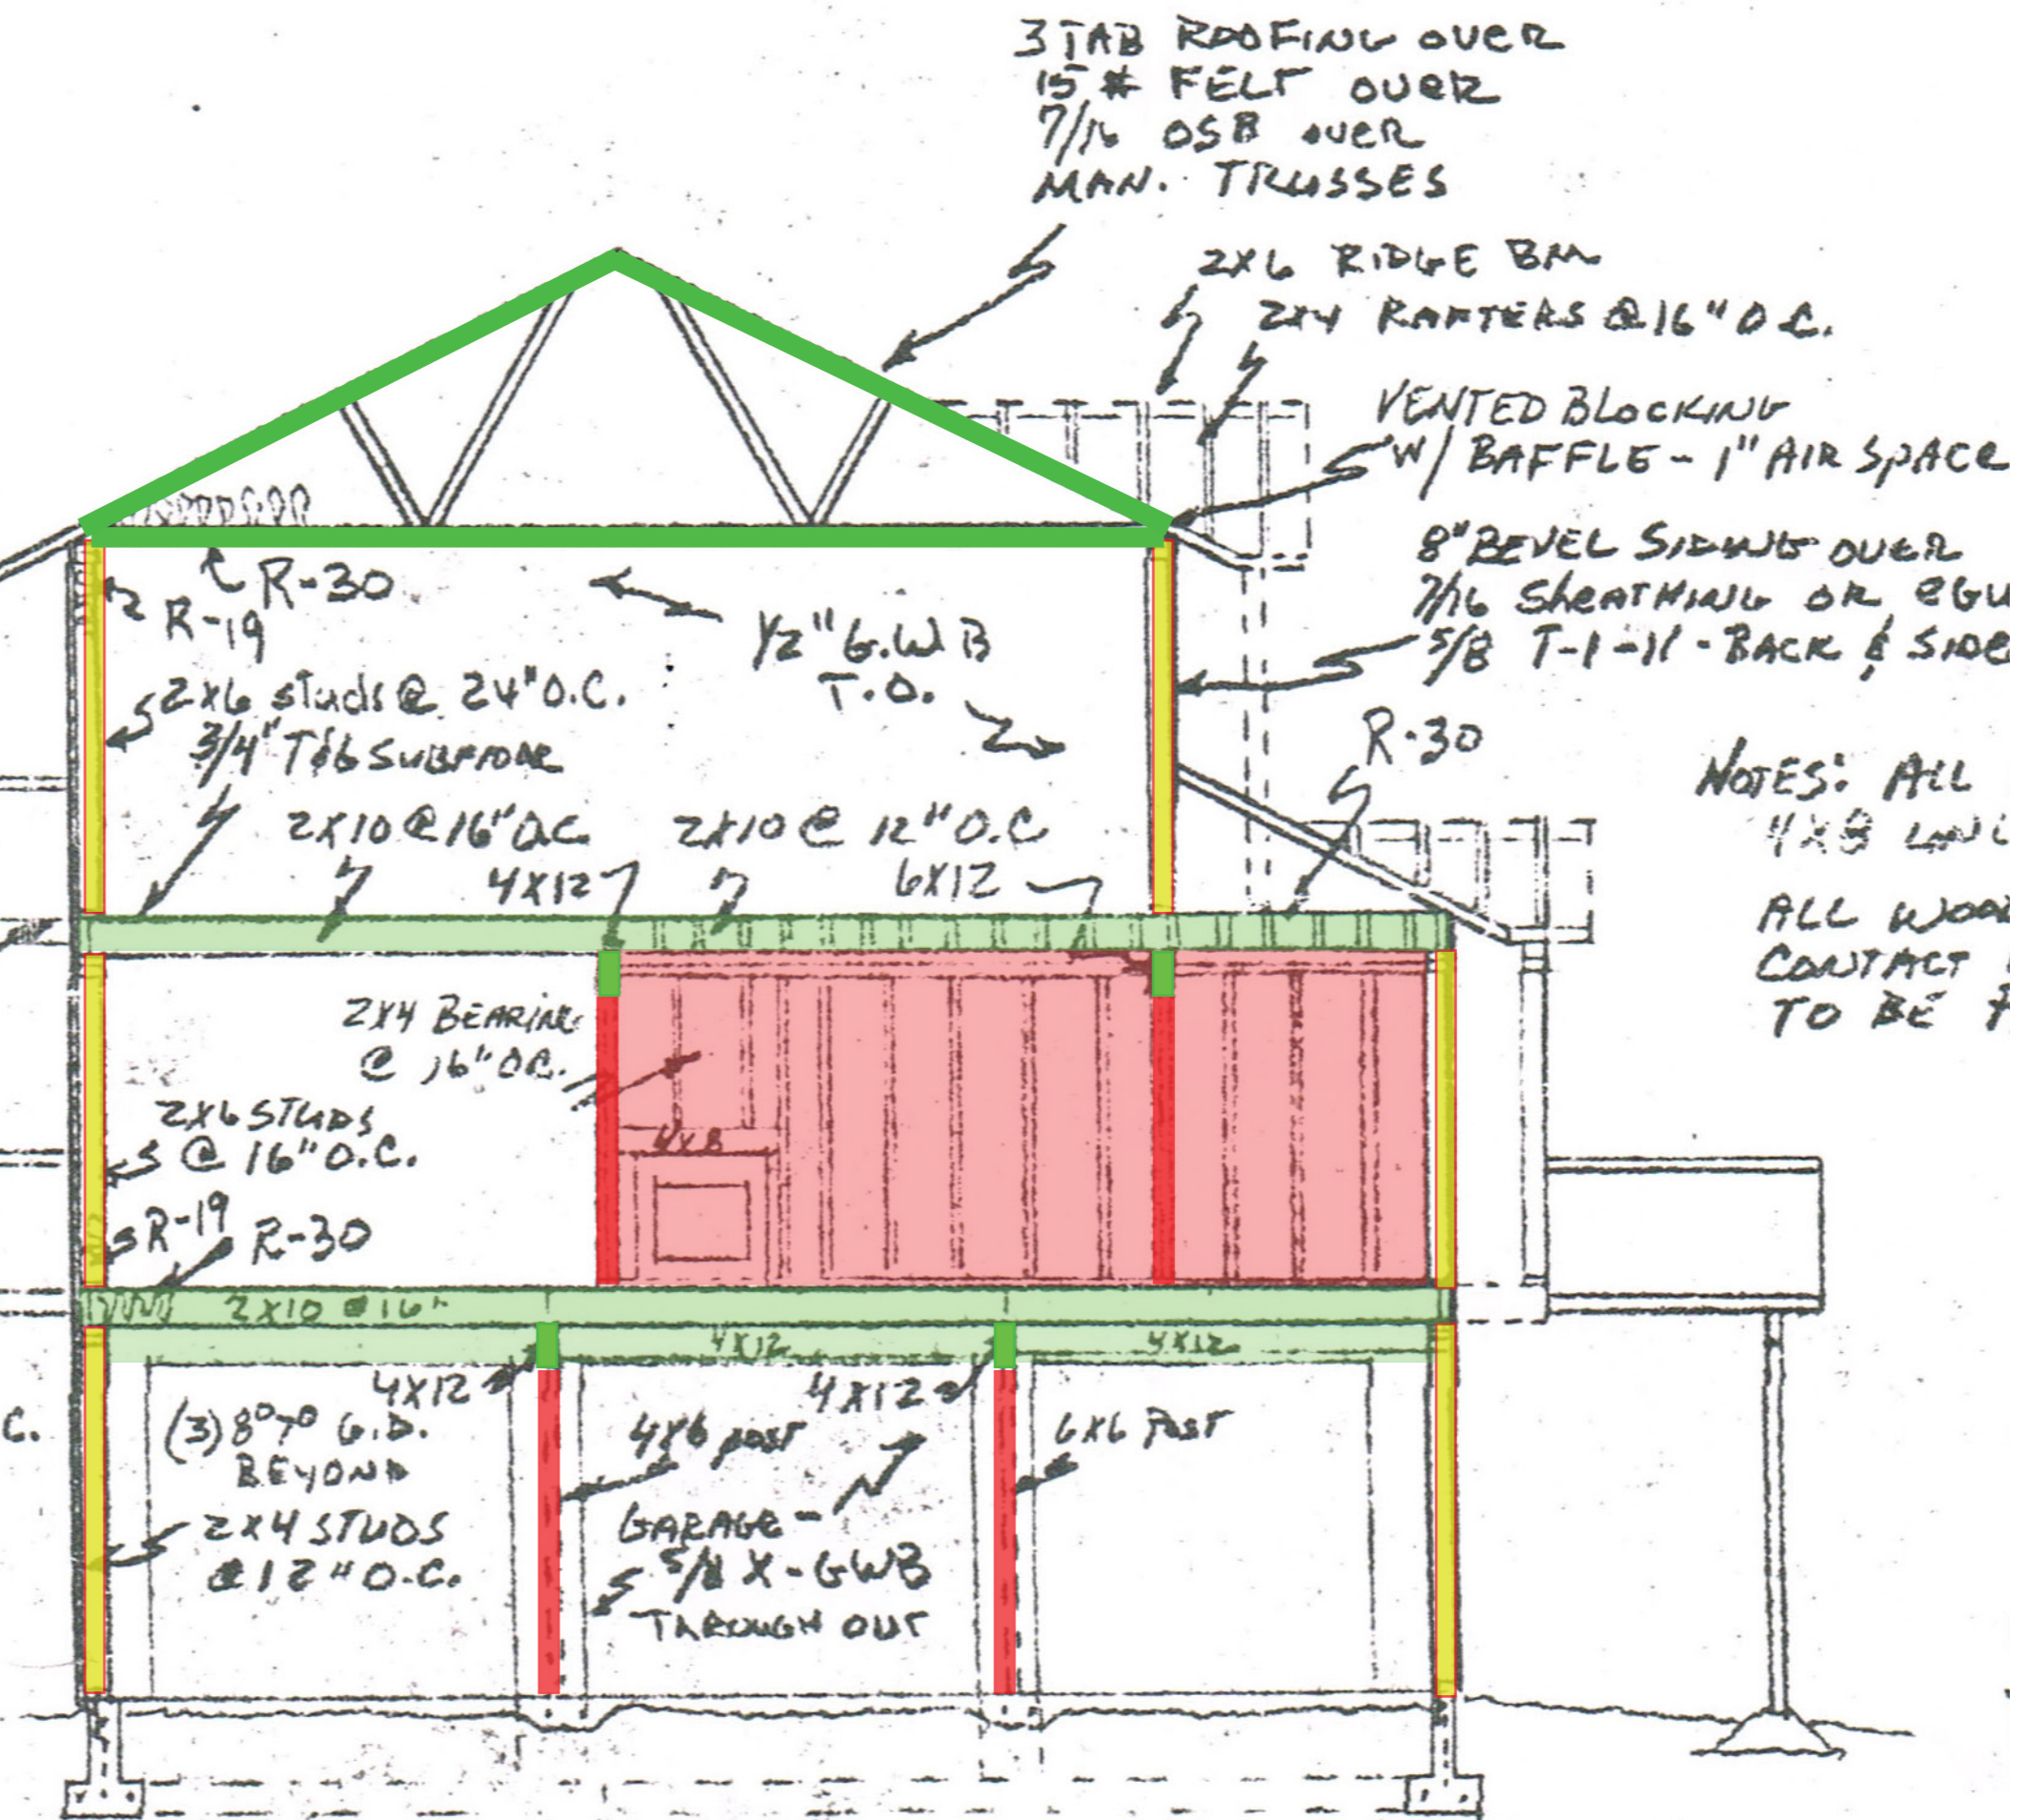 3 TAB ROOFING OVER
15 # FELT OVER
7/16 OSB OVER
MAN. TRUSSES
2X6 RIDGE BM
2X4 RAFTERS @ 16" O.C.
VENTED BLOCKING
W/ BAFFLE - 1" AIR SPACE
8" BEVEL SIDING OVER
7/16 SHEATHING OR EQU
5/8 T-1-11 - BACK & SIDE
R-30
R-19
1/2" G.W.B
T.O.
2X6 STUDS @ 24" O.C.
3/4" T&G SUBFLOOR
R-30
NOTES: ALL
4X8
2X10 @ 16" O.C.
2X10 @ 12" O.C
4X12
6X12
ALL WOOD
CONTACT
TO BE
2X4 BEARING
@ 16" O.C.
2X6 STUDS
@ 16" O.C.
4X8
R-19
R-30
2X10 @ 16"
4X12
4X12
4X12
4X12
C.
(3) 8⁰7⁰ G.D.
BEYOND
4X6 POST
6X6 POST
2X4 STUDS
@ 12" O.C.
GARAGE -
5/8 X-GWB
THROUGH OUT